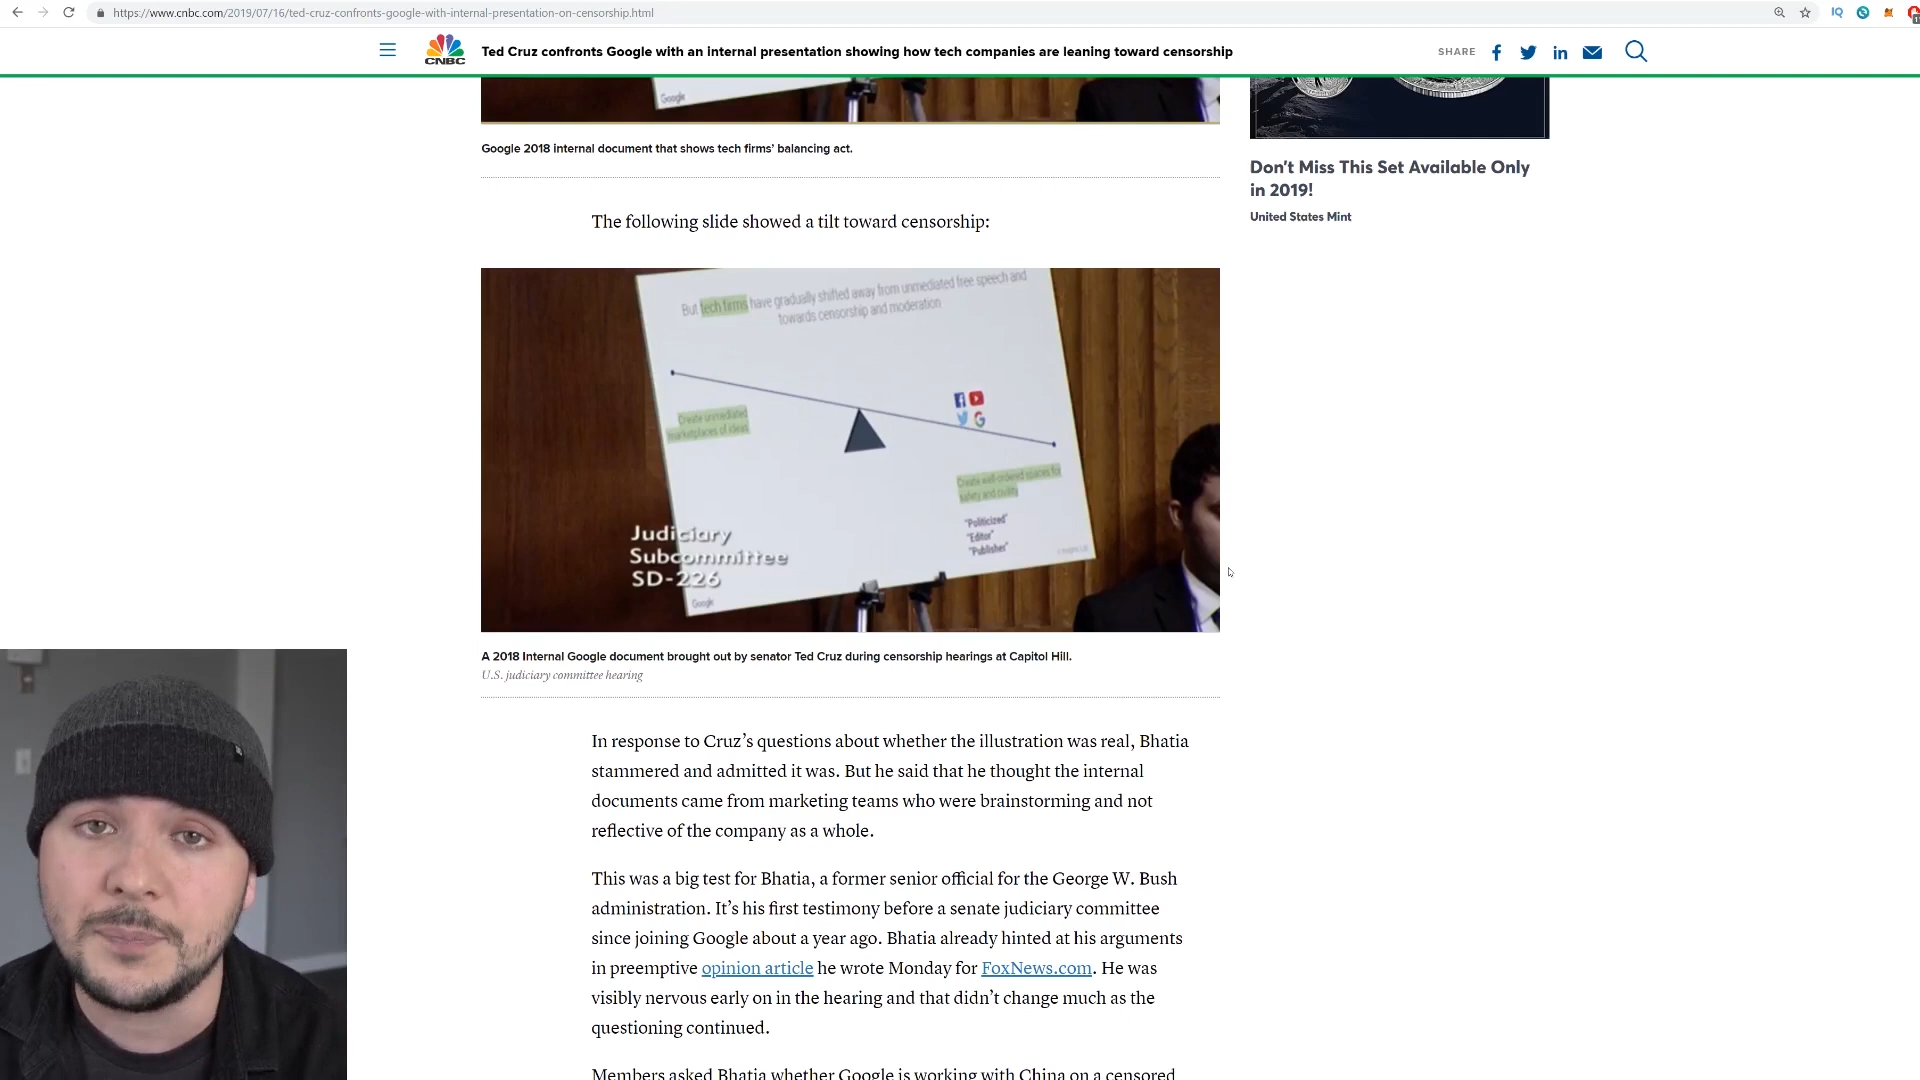 https://www.cnbc.com/2019/07/16/ted-cruz-confronts-google-with-internal-presentation-on-censorship.html
CNBC
Ted Cruz confronts Google with an internal presentation showing how tech companies are leaning toward censorship
SHARE
Google
Google 2018 internal document that shows tech firms’ balancing act.
Don’t Miss This Set Available Only
in 2019!
United States Mint
The following slide showed a tilt toward censorship:
But tech firms have gradually shifted away from unmediated free speech and
towards censorship and moderation
Create unmediated
marketplaces of ideas
Create well-ordered spaces for
safety and civility
"Politicized"
"Editor"
"Publisher"
Judiciary
Subcommittee
SD-226
Google
A 2018 Internal Google document brought out by senator Ted Cruz during censorship hearings at Capitol Hill.
U.S. judiciary committee hearing
In response to Cruz’s questions about whether the illustration was real, Bhatia
stammered and admitted it was. But he said that he thought the internal
documents came from marketing teams who were brainstorming and not
reflective of the company as a whole.
This was a big test for Bhatia, a former senior official for the George W. Bush
administration. It’s his first testimony before a senate judiciary committee
since joining Google about a year ago. Bhatia already hinted at his arguments
in preemptive opinion article he wrote Monday for FoxNews.com. He was
visibly nervous early on in the hearing and that didn’t change much as the
questioning continued.
Members asked Bhatia whether Google is working with China on a censored